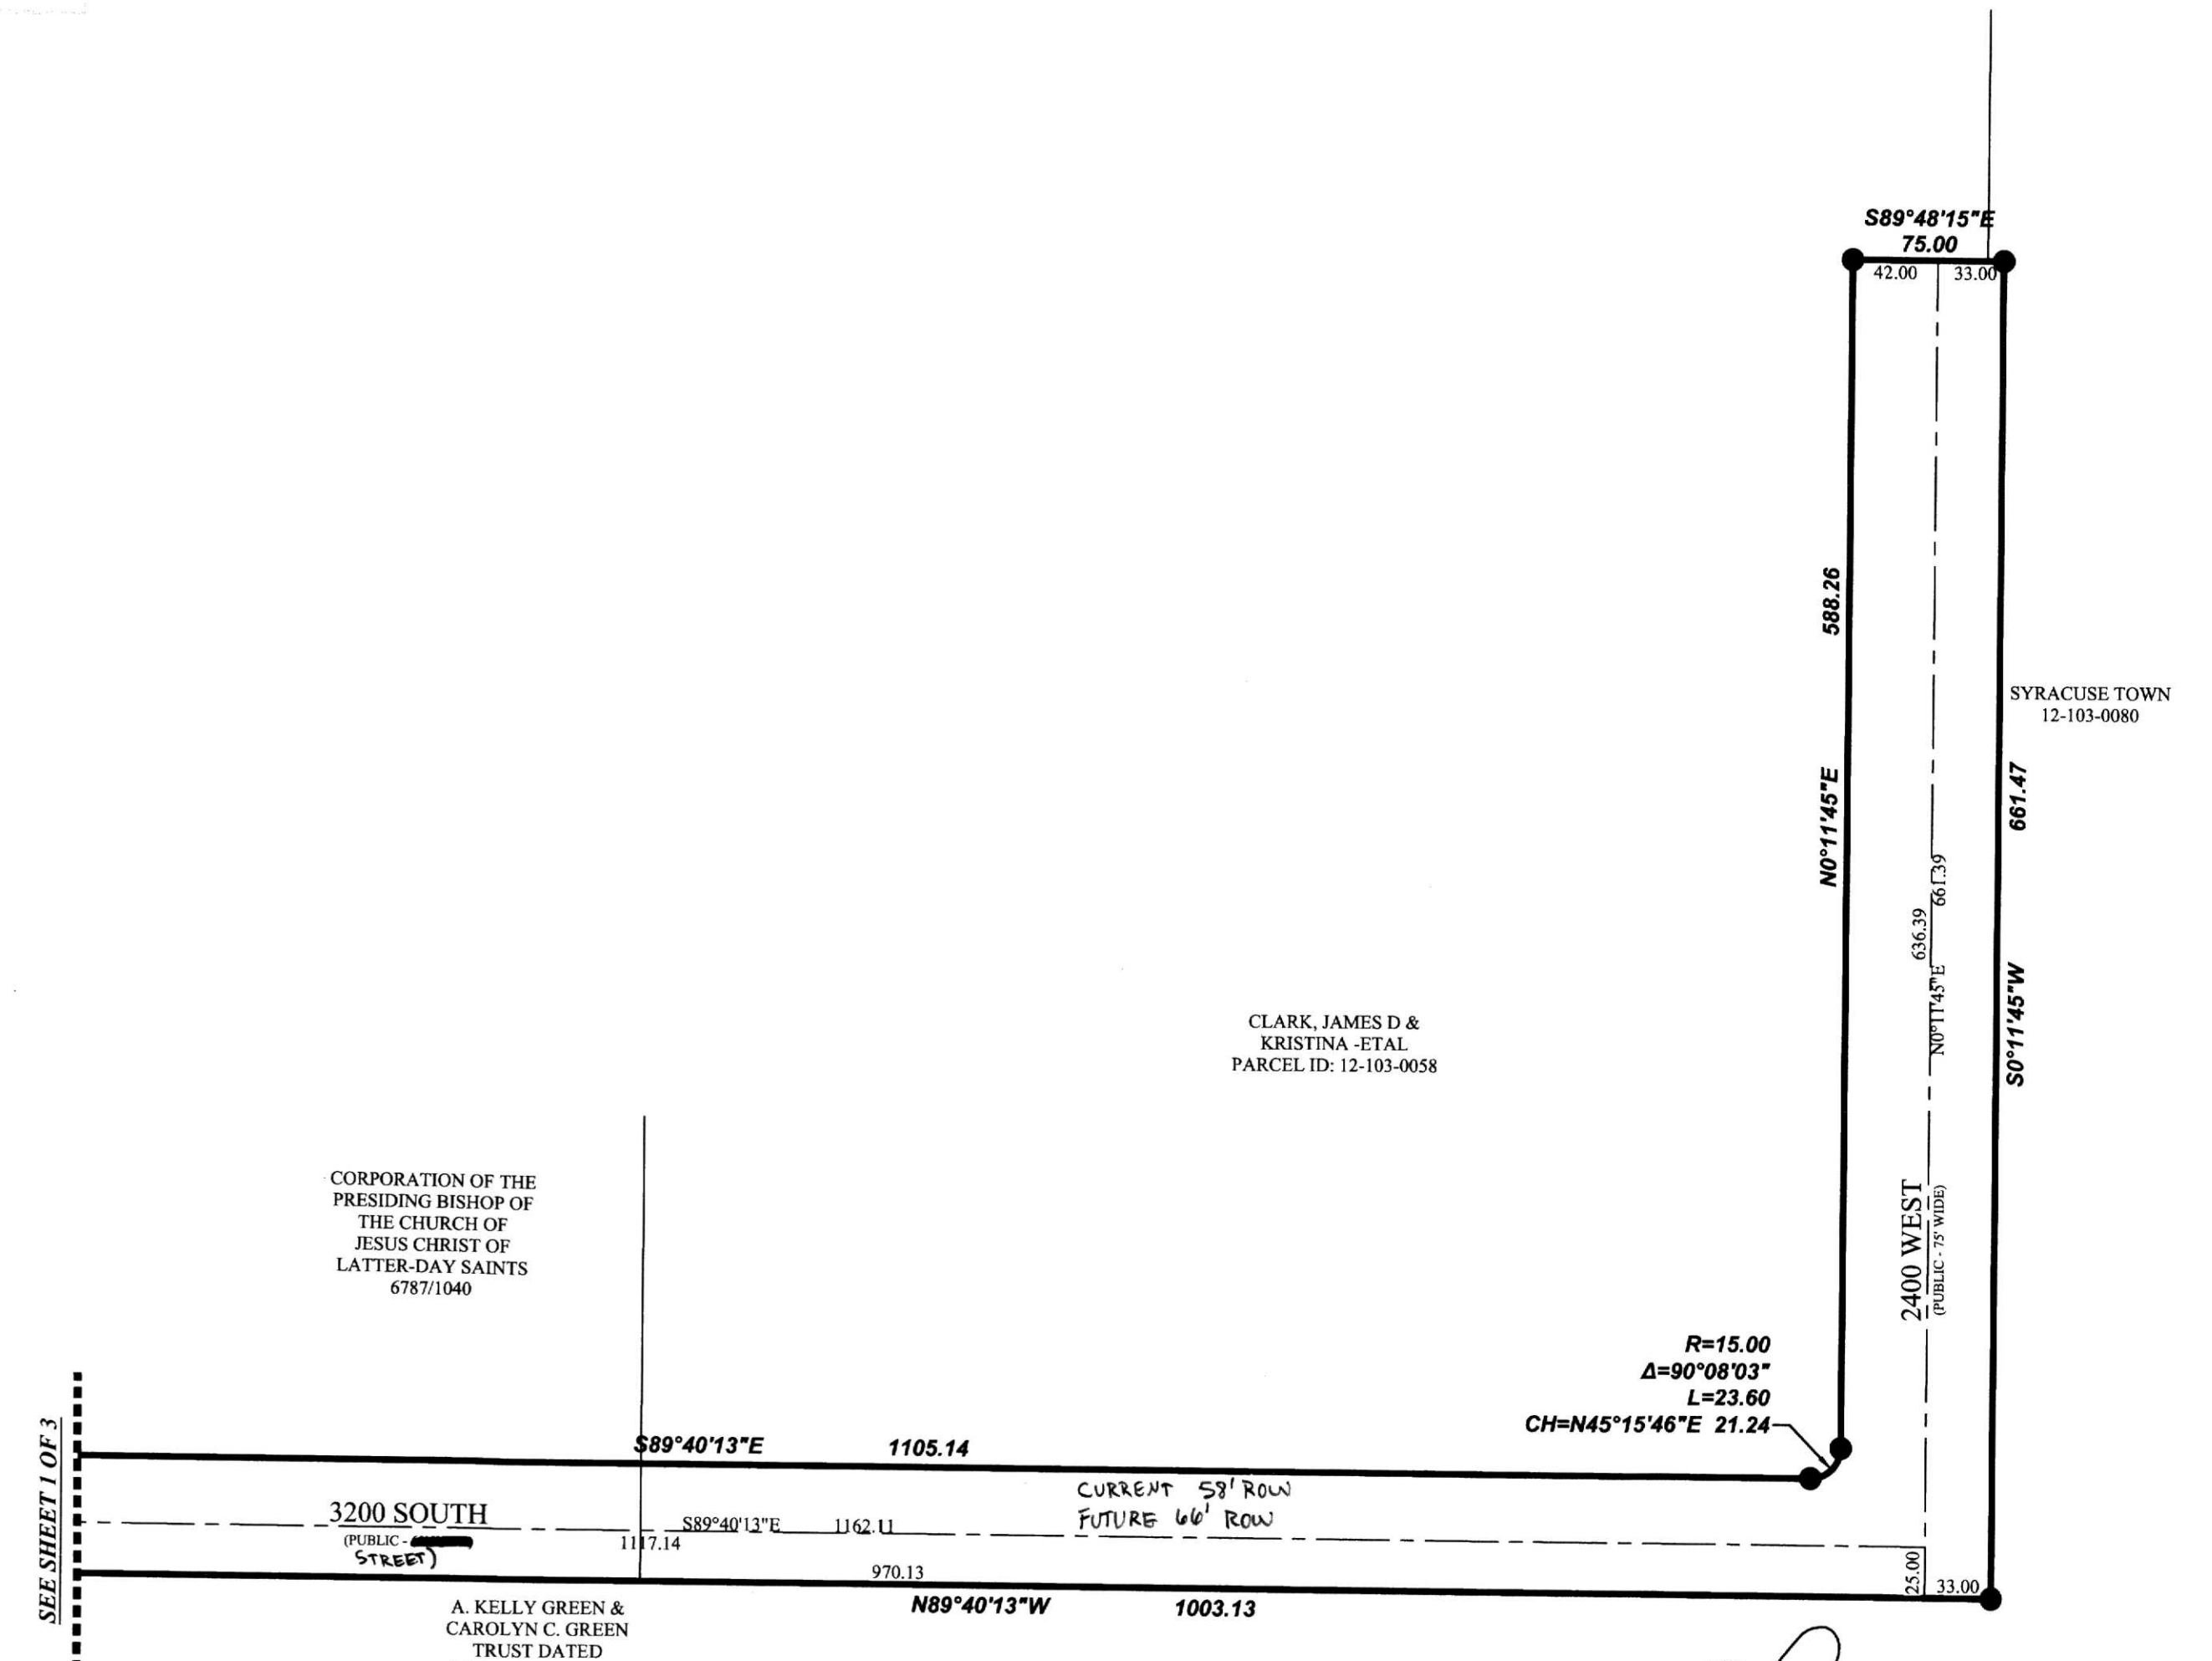 S89°48'15"E
75.00
42.00
33.00
588.26
N0°11'45"E
SYRACUSE TOWN
12-103-0080
661.47
S0°11'45"W
661.39
636.39
N0°11'45"E
2400 WEST
(PUBLIC - 75' WIDE)
CLARK, JAMES D &
KRISTINA -ETAL
PARCEL ID: 12-103-0058
CORPORATION OF THE
PRESIDING BISHOP OF
THE CHURCH OF
JESUS CHRIST OF
LATTER-DAY SAINTS
6787/1040
R=15.00
Δ=90°08'03"
L=23.60
CH=N45°15'46"E 21.24
SEE SHEET 1 OF 3
S89°40'13"E 1105.14
CURRENT 58' ROW
FUTURE 66' ROW
3200 SOUTH
(PUBLIC -
STREET)
S89°40'13"E 1162.11
1117.14
970.13
25.00
33.00
N89°40'13"W 1003.13
A. KELLY GREEN &
CAROLYN C. GREEN
TRUST DATED